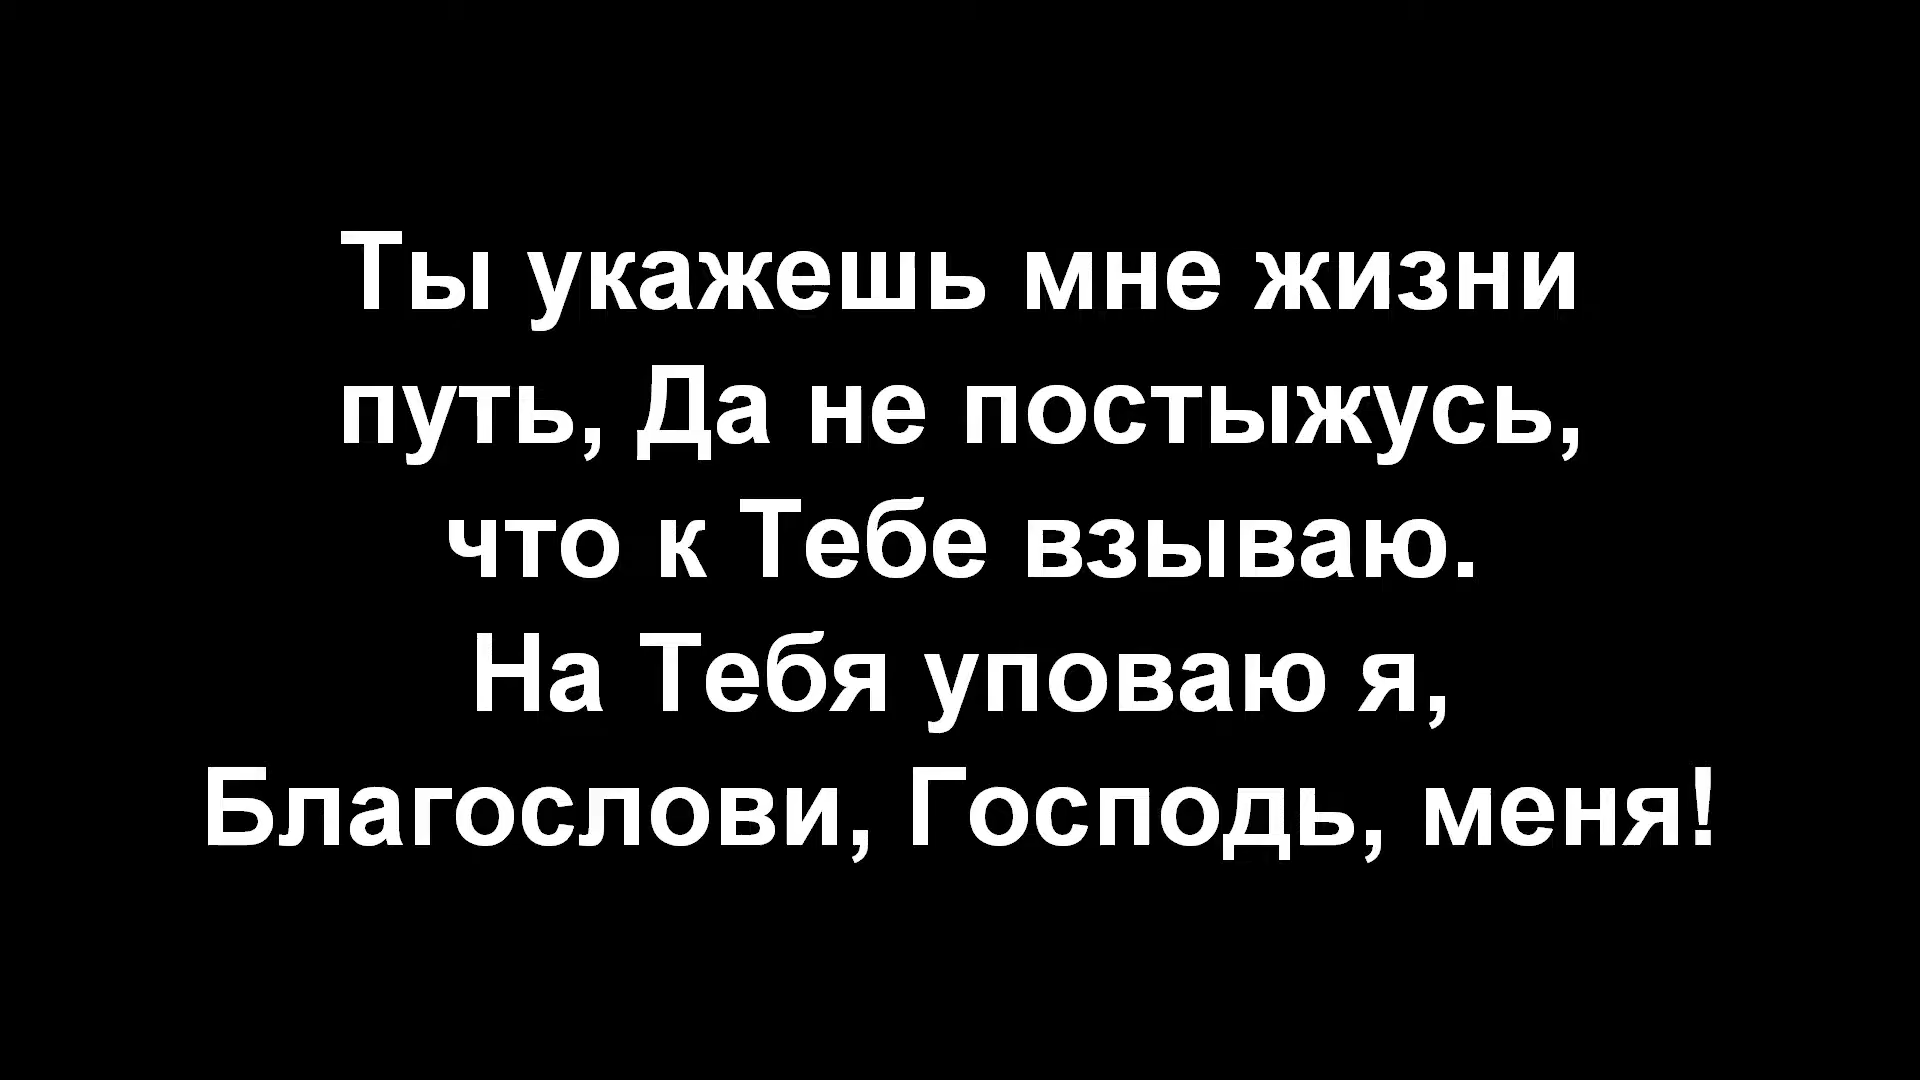 Ты укажешь мне жизни
путь, Да не постыжусь,
что к Тебе взываю.
На Тебя уповаю я,
Благослови, Господь, меня!